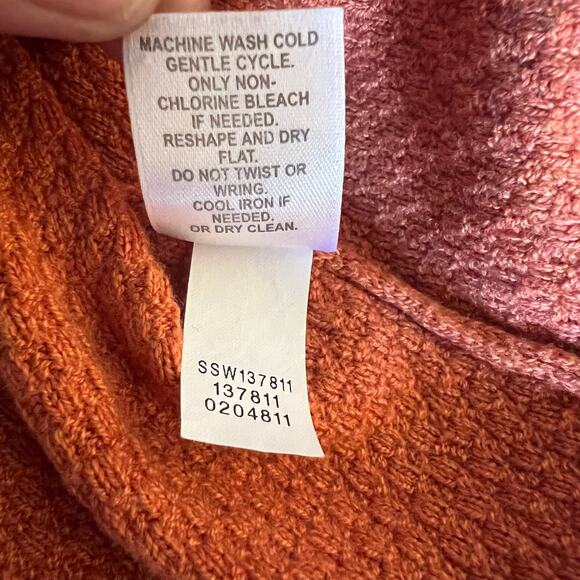 MACHINE WASH COLD
GENTLE CYCLE.
ONLY NON-
CHLORINE BLEACH
IF NEEDED.
RESHAPE AND DRY
FLAT.
DO NOT TWIST OR
WRING.
COOL IRON IF
NEEDED.
OR DRY CLEAN.
SSW137811
137811
0204811